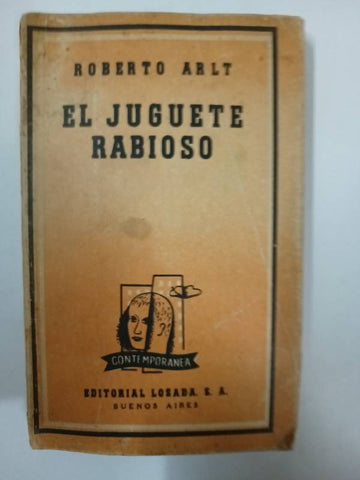 ROBERTO ARLT
EL JUGUETE
RABIOSO
CONTEMPORANEA
EDITORIAL LOSADA, S. A.
BUENOS AIRES